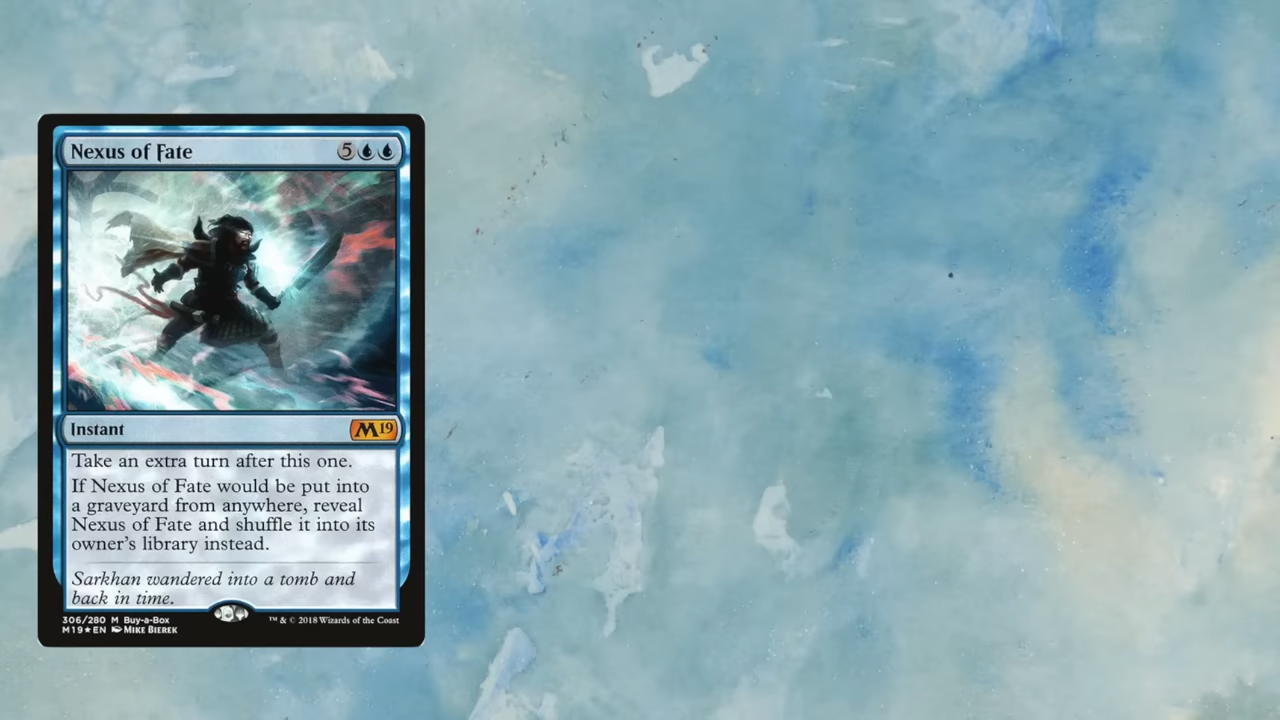 Nexus of Fate 5
Instant M19
Take an extra turn after this one.
If Nexus of Fate would be put into
a graveyard from anywhere, reveal
Nexus of Fate and shuffle it into its
owner's library instead.
Sarkhan wandered into a tomb and
back in time.
306/280 M Buy-a-Box
M19★EN MIKE BIEREK
™ & © 2018 Wizards of the Coast